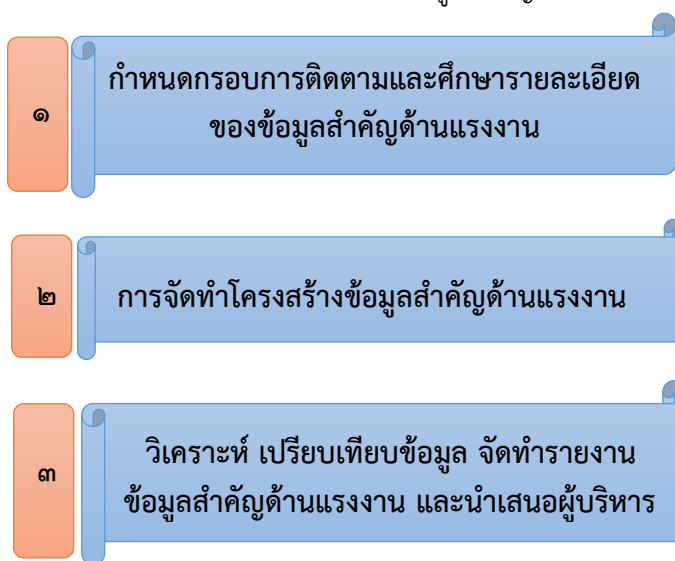 ๑
กำหนดกรอบการติดตามและศึกษารายละเอียด
ของข้อมูลสำคัญด้านแรงงาน
๒
การจัดทำโครงสร้างข้อมูลสำคัญด้านแรงงาน
๓
วิเคราะห์ เปรียบเทียบข้อมูล จัดทำรายงาน
ข้อมูลสำคัญด้านแรงงาน และนำเสนอผู้บริหาร